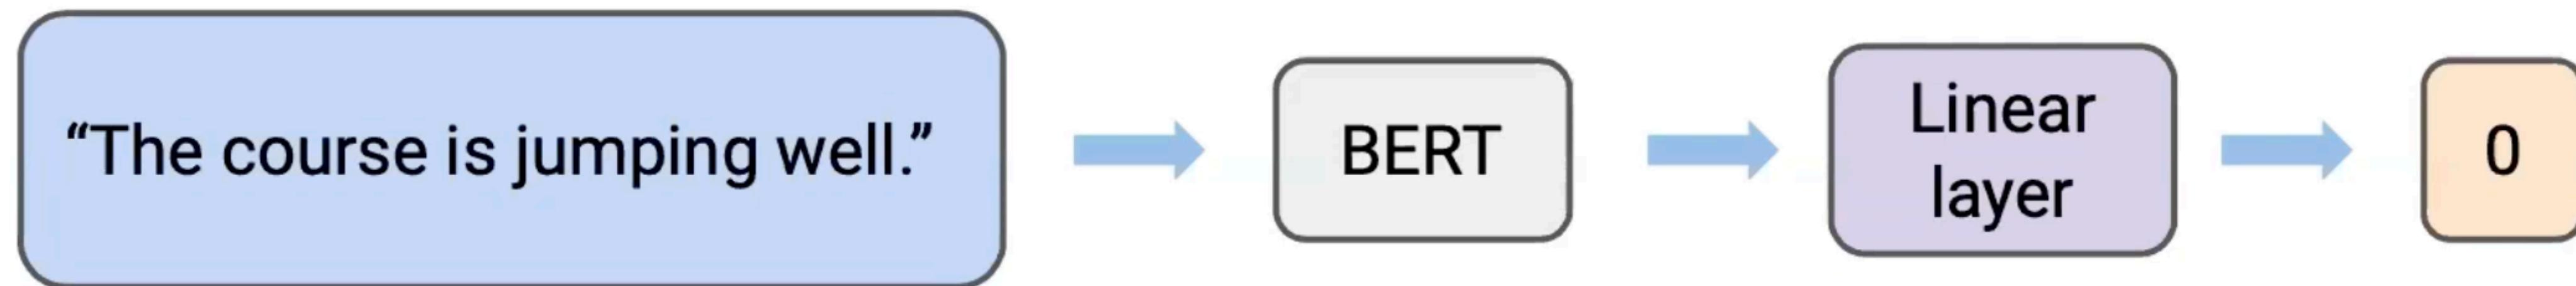 “The course is jumping well.”
BERT
Linear
layer
0